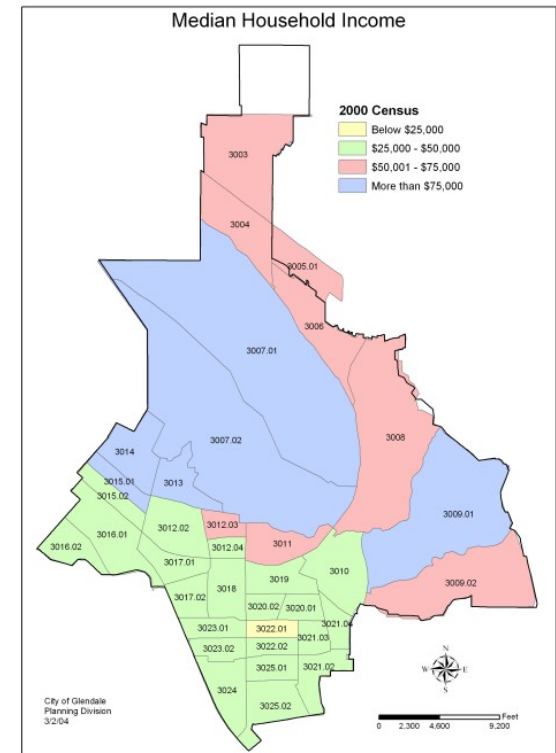 Median Household Income
2000 Census
Below $25,000
$25,000 - $50,000
$50,001 - $75,000
More than $75,000
3003
3004
3005.01
3006
3007.01
3008
3007.02
3014
3013
3015.01
3015.02
3009.01
3012.02
3012.03
3016.01
3011
3016.02
3012.04
3017.01
3010
3019
3009.02
3018
3017.02
3020.02
3020.01
3021.04
3023.01
3022.01
3021.03
3023.02
3022.02
3025.01
3021.02
3024
3025.02
N
W
E
S
City of Glendale
Planning Division
3/2/04
Feet
0 2,300 4,600 9,200